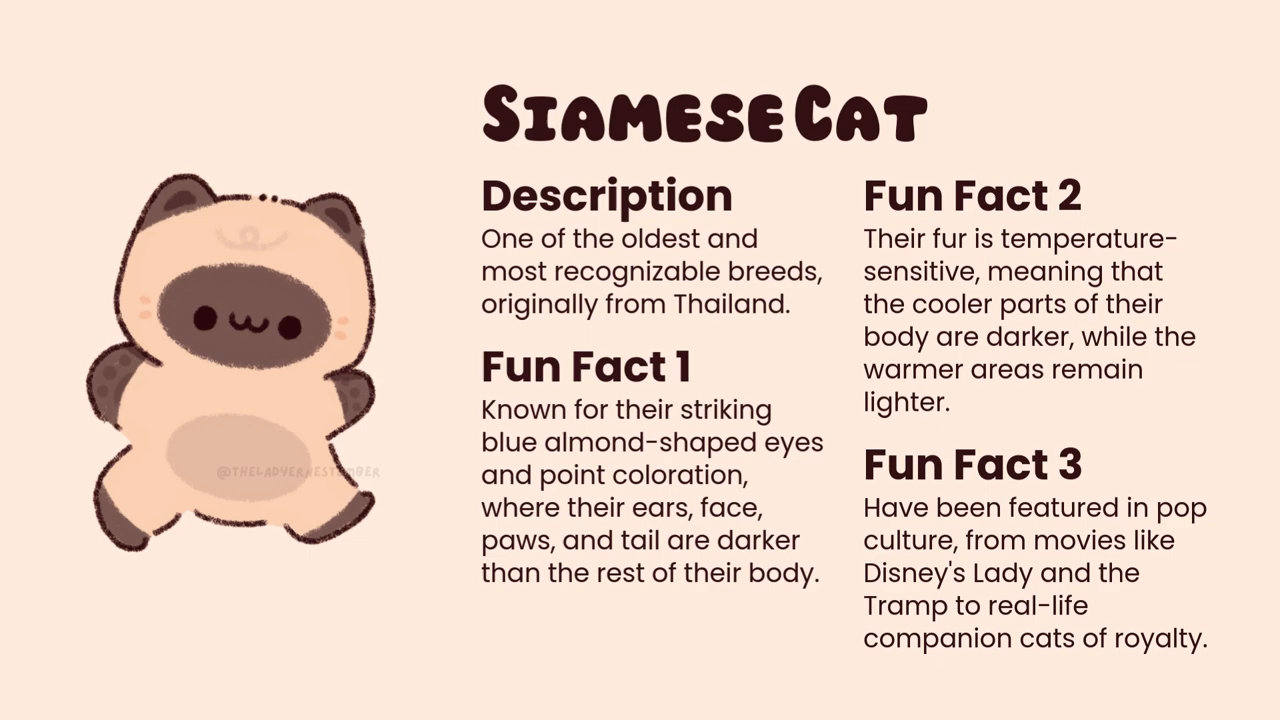 SIAMESE CAT
Description
One of the oldest and
most recognizable breeds,
originally from Thailand.
Fun Fact 1
Known for their striking
blue almond-shaped eyes
and point coloration,
where their ears, face,
paws, and tail are darker
than the rest of their body.
Fun Fact 2
Their fur is temperature-
sensitive, meaning that
the cooler parts of their
body are darker, while the
warmer areas remain
lighter.
Fun Fact 3
Have been featured in pop
culture, from movies like
Disney's Lady and the
Tramp to real-life
companion cats of royalty.